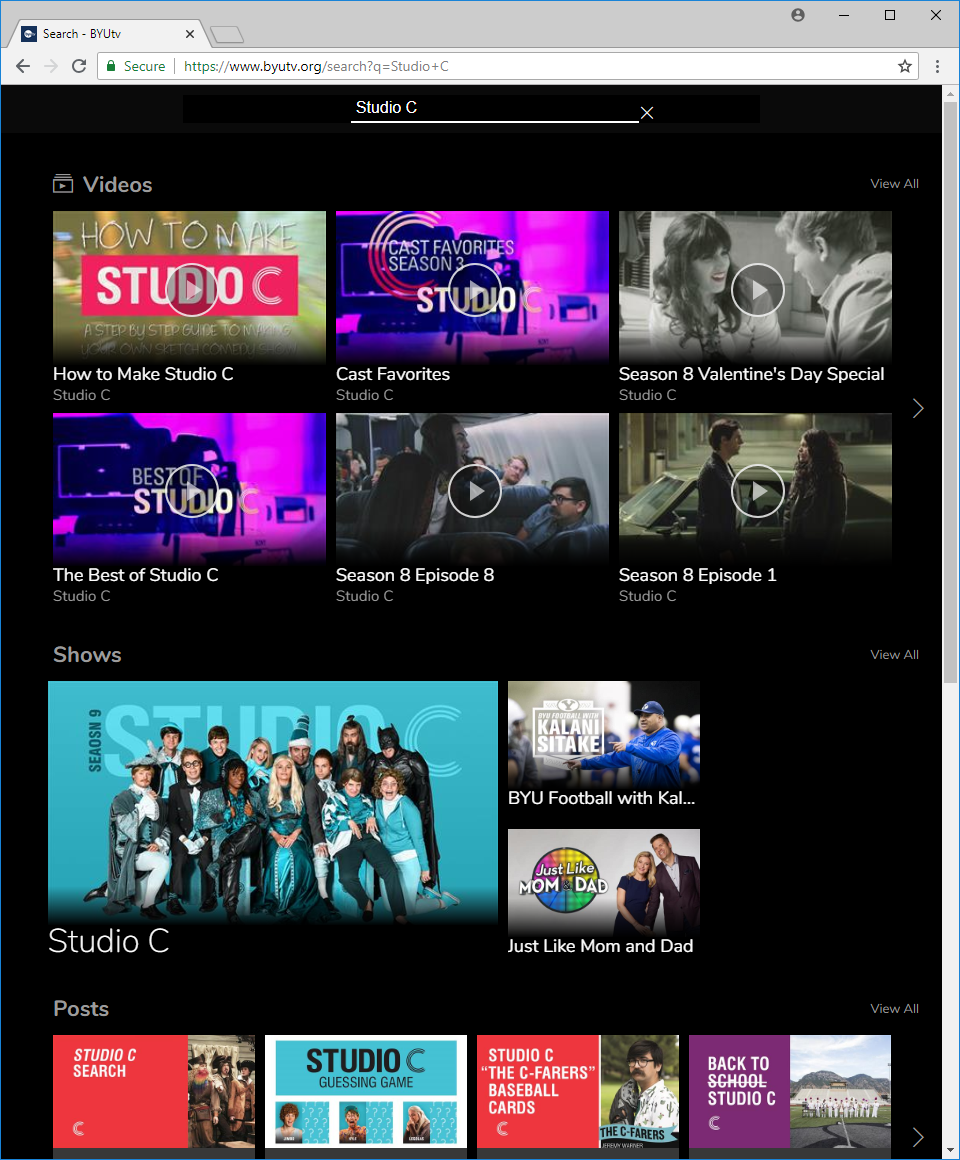 Search - BYUtv
Secure
https://www.byutv.org/search?q=Studio+C
Studio C
Videos
View All
HOW TO MAKE
STUDIO C
A STEP BY STEP GUIDE TO MAKING
YOUR OWN SKETCH COMEDY SHOW
CAST FAVORITES
SEASON 3
STUDIO C
How to Make Studio C
Studio C
Cast Favorites
Studio C
Season 8 Valentine's Day Special
Studio C
BEST OF
STUDIO C
The Best of Studio C
Studio C
Season 8 Episode 8
Studio C
Season 8 Episode 1
Studio C
Shows
View All
SEAOSN 9
STUDIO C
Studio C
BYU FOOTBALL WITH
KALANI
SITAKE
BYU Football with Kal...
Just Like
MOM & DAD
Just Like Mom and Dad
Posts
View All
STUDIO C
SEARCH
C
STUDIO C
GUESSING GAME
STUDIO C
"THE C-FARERS"
BASEBALL
CARDS
C
THE C-FARERS
JEREMY WARNER
BACK TO
SCHOOL
STUDIO C
C